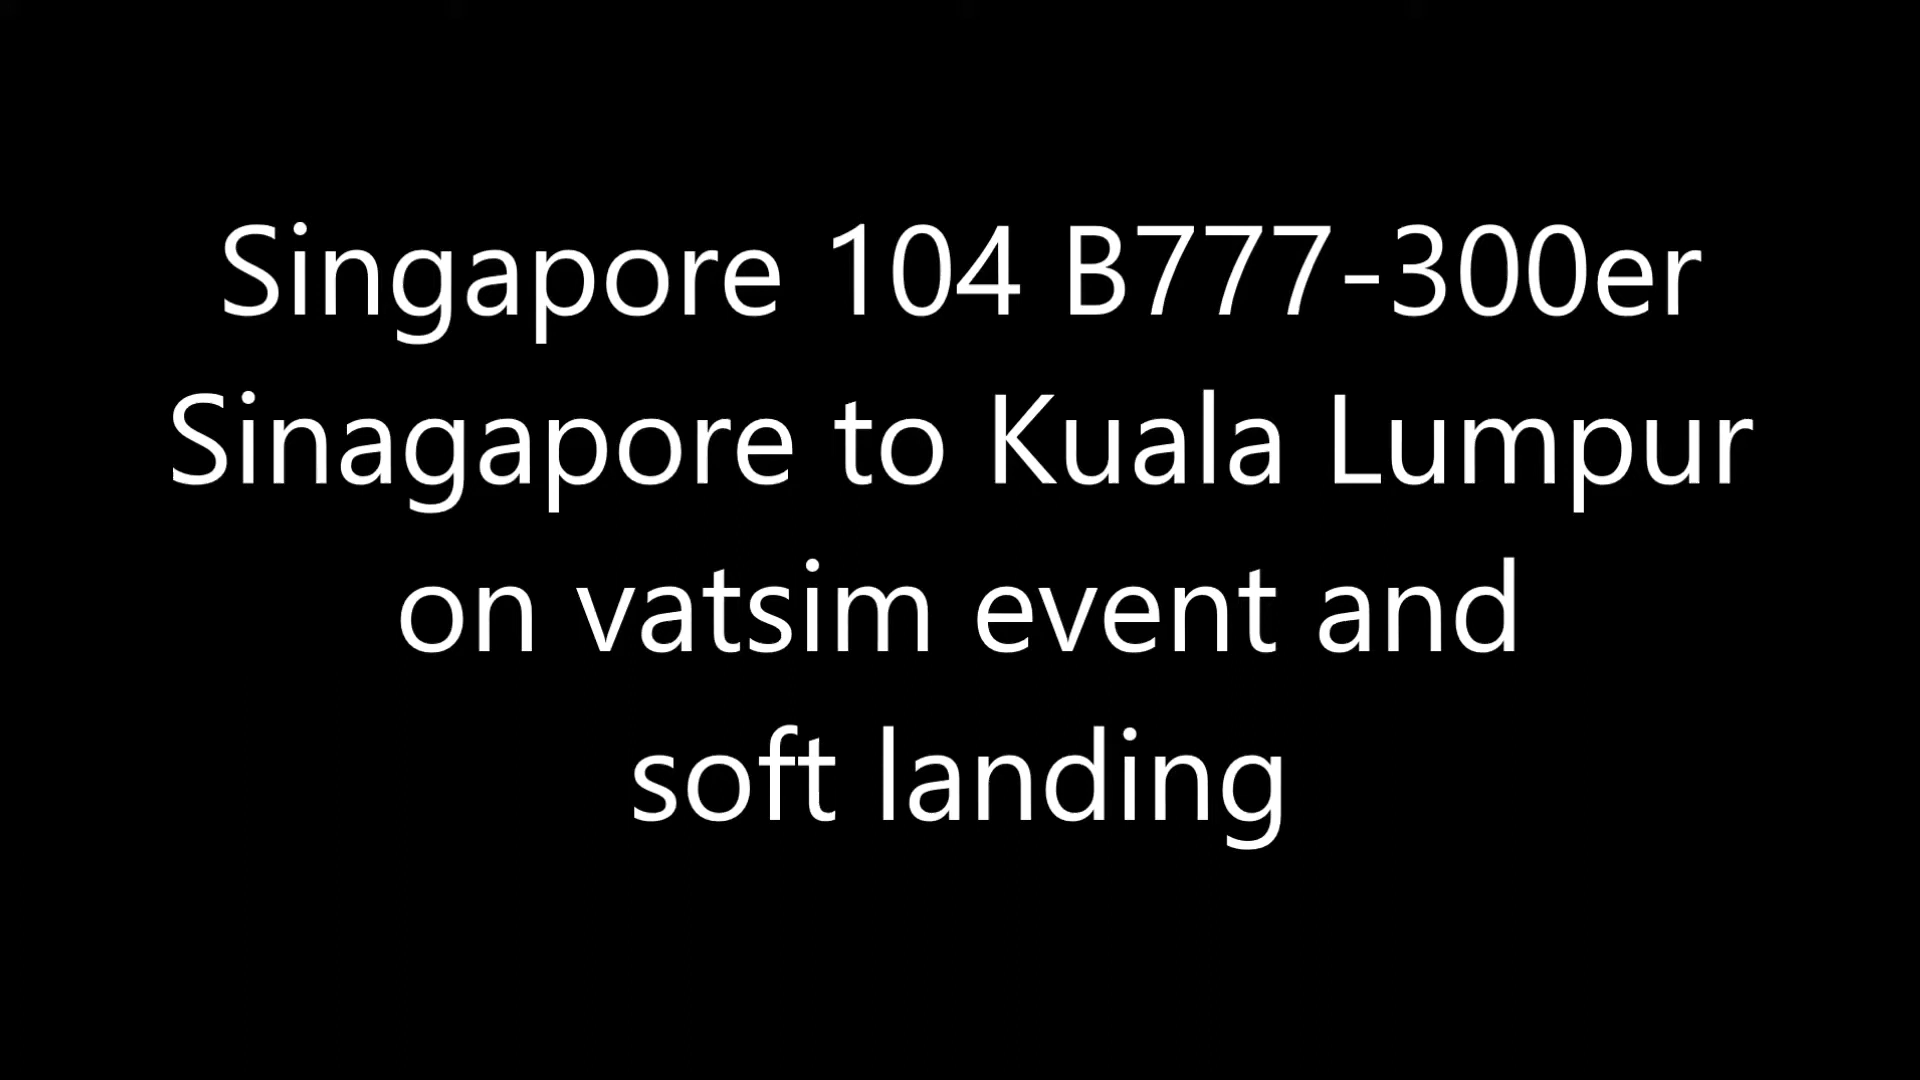 Singapore 104 B777-300er
Sinagapore to Kuala Lumpur
on vatsim event and
soft landing